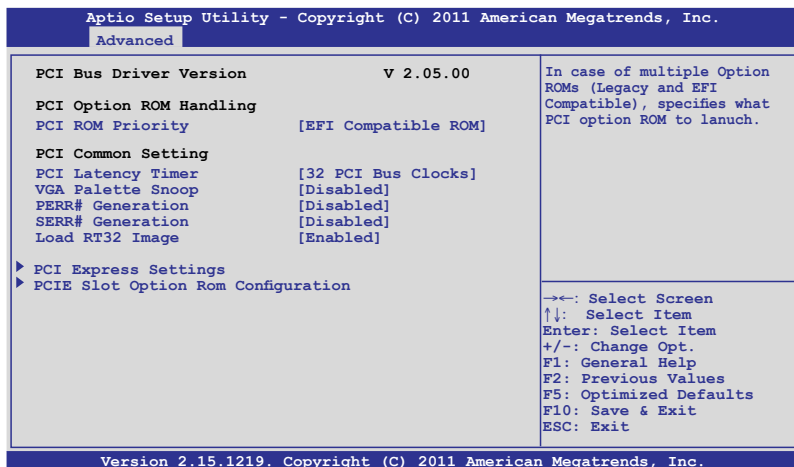 Aptio Setup Utility - Copyright (C) 2011 American Megatrends, Inc.
Advanced
PCI Bus Driver Version V 2.05.00
PCI Option ROM Handling
PCI ROM Priority [EFI Compatible ROM]
PCI Common Setting
PCI Latency Timer [32 PCI Bus Clocks]
VGA Palette Snoop [Disabled]
PERR# Generation [Disabled]
SERR# Generation [Disabled]
Load RT32 Image [Enabled]
PCI Express Settings
PCIE Slot Option Rom Configuration
In case of multiple Option
ROMs (Legacy and EFI
Compatible), specifies what
PCI option ROM to lanuch.
→←: Select Screen
↑↓: Select Item
Enter: Select Item
+/-: Change Opt.
F1: General Help
F2: Previous Values
F5: Optimized Defaults
F10: Save & Exit
ESC: Exit
Version 2.15.1219. Copyright (C) 2011 American Megatrends, Inc.